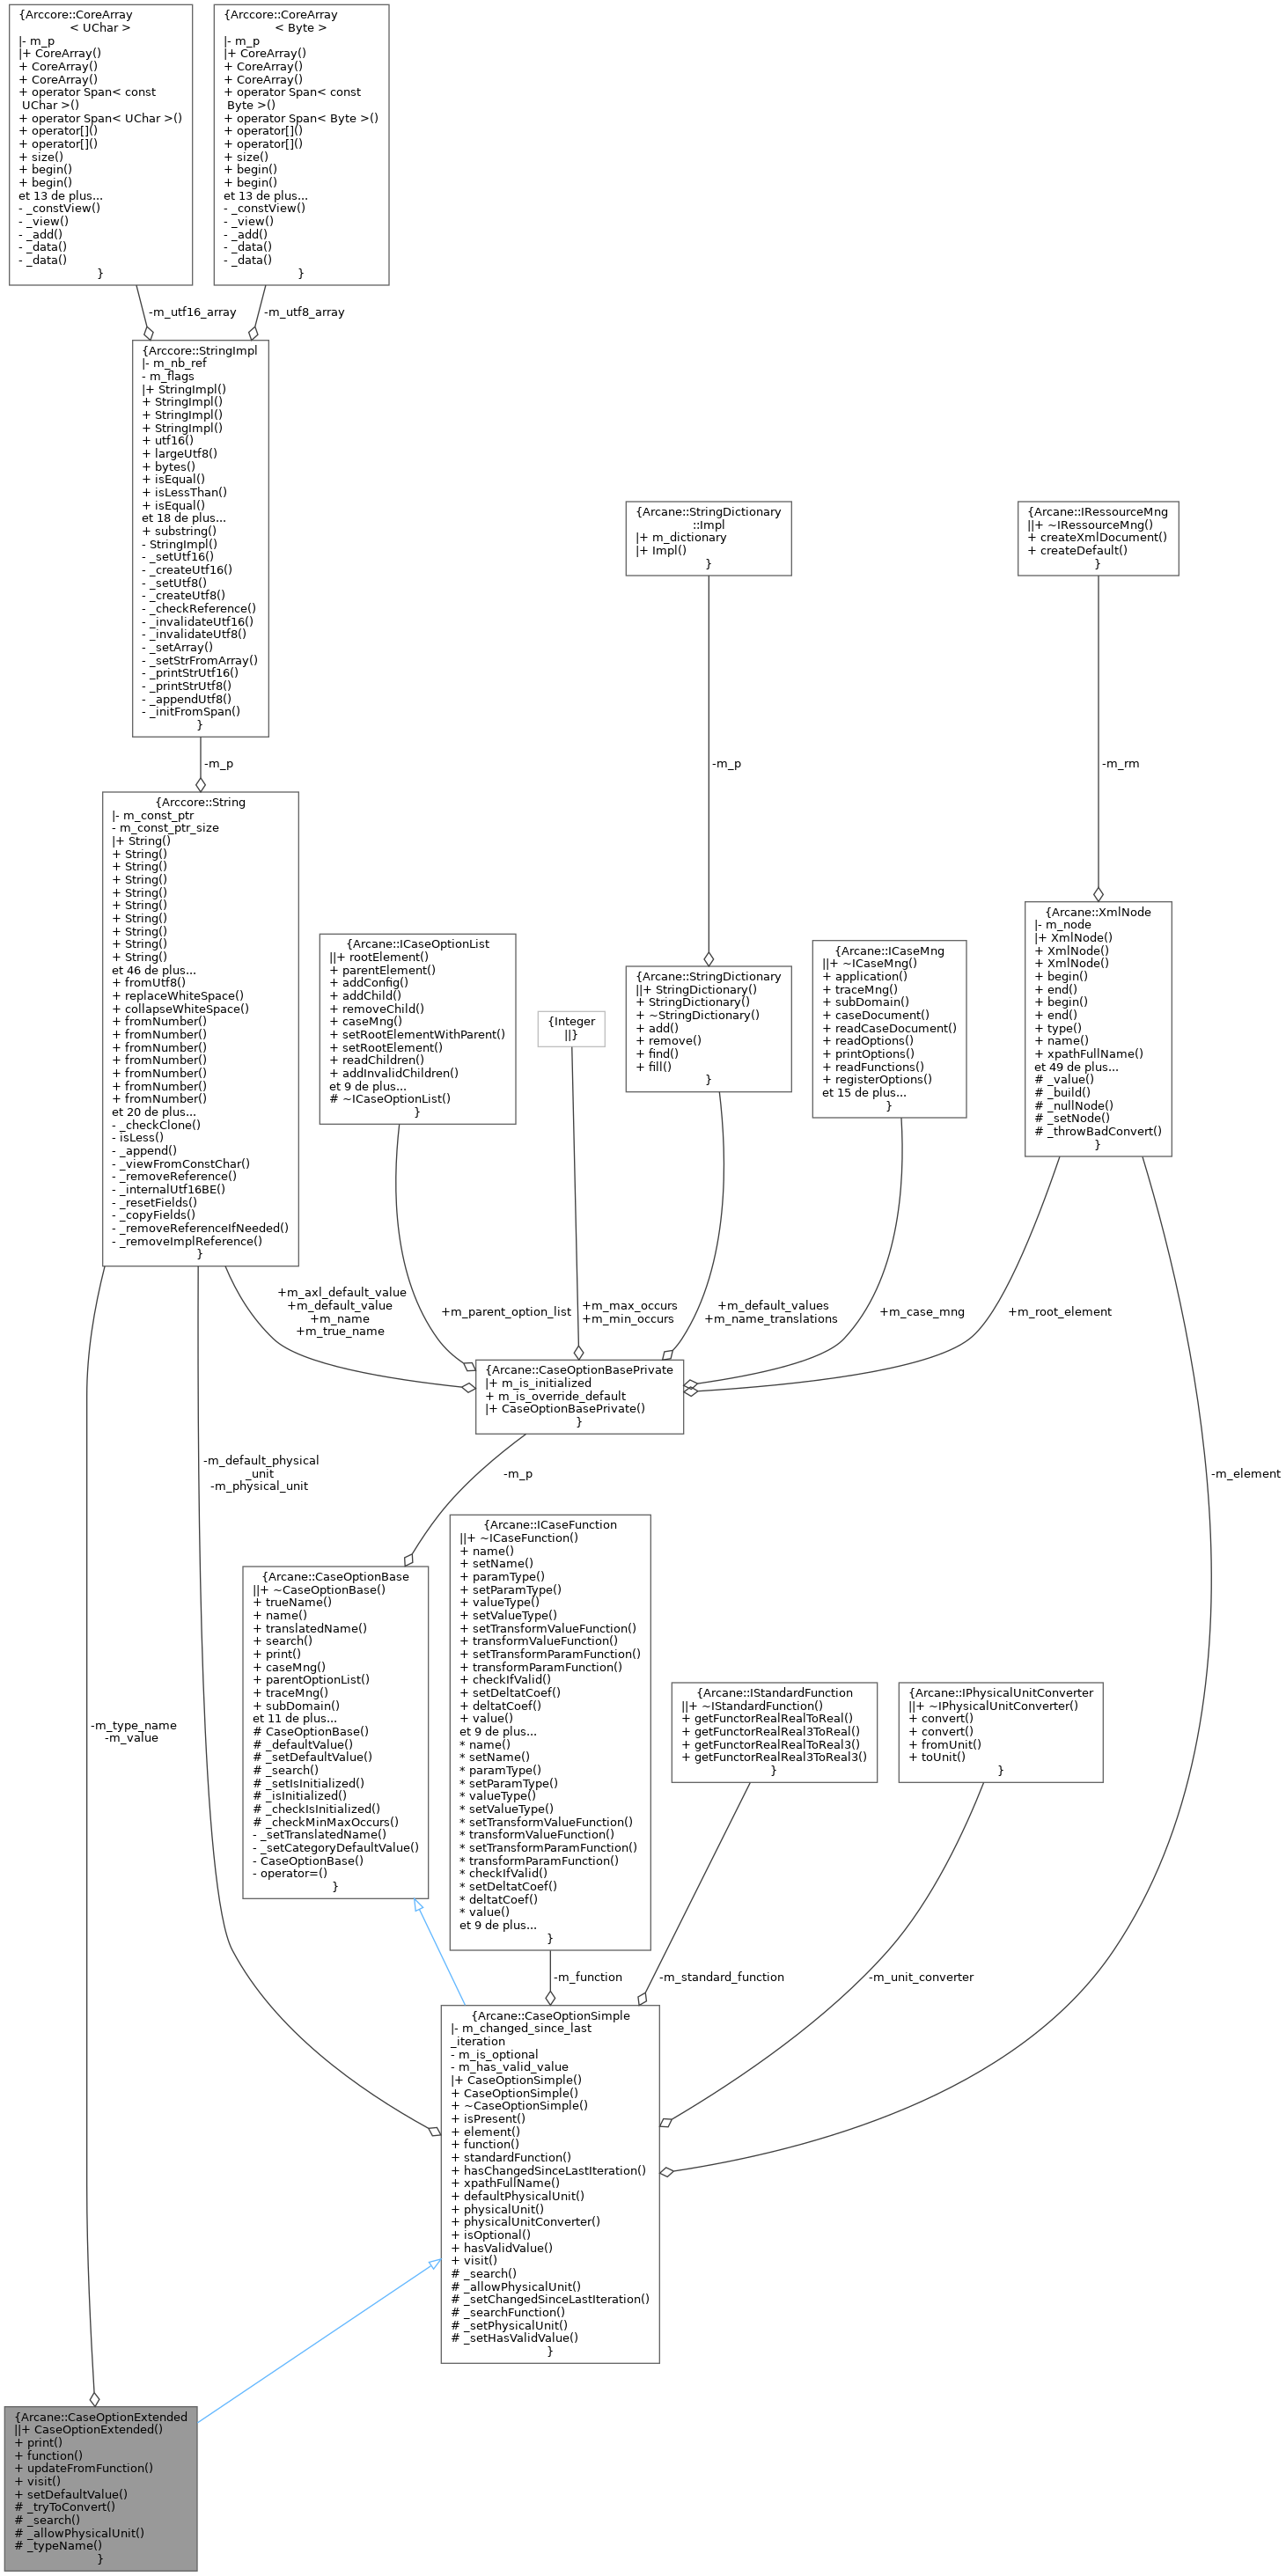 {Arccore::CoreArray
< UChar >
|- m_p
|+ CoreArray()
+ CoreArray()
+ CoreArray()
+ operator Span< const
UChar >()
+ operator Span< UChar >()
+ operator[]()
+ operator[]()
+ size()
+ begin()
+ begin()
et 13 de plus...
- _constView()
- _view()
- _add()
- _data()
- _data()
}
{Arccore::CoreArray
< Byte >
|- m_p
|+ CoreArray()
+ CoreArray()
+ CoreArray()
+ operator Span< const
Byte >()
+ operator Span< Byte >()
+ operator[]()
+ operator[]()
+ size()
+ begin()
+ begin()
et 13 de plus...
- _constView()
- _view()
- _add()
- _data()
- _data()
}
-m_utf16_array
-m_utf8_array
{Arccore::StringImpl
|- m_nb_ref
- m_flags
|+ StringImpl()
+ StringImpl()
+ StringImpl()
+ StringImpl()
+ utf16()
+ largeUtf8()
+ bytes()
+ isEqual()
+ isLessThan()
+ isEqual()
et 18 de plus...
+ substring()
- StringImpl()
- _setUtf16()
- _createUtf16()
- _setUtf8()
- _createUtf8()
- _checkReference()
- _invalidateUtf16()
- _invalidateUtf8()
- _setArray()
- _setStrFromArray()
- _printStrUtf16()
- _printStrUtf8()
- _appendUtf8()
- _initFromSpan()
}
{Arcane::StringDictionary
::Impl
|+ m_dictionary
|+ Impl()
}
{Arcane::IRessourceMng
||+ ~IRessourceMng()
+ createXmlDocument()
+ createDefault()
}
-m_p
-m_p
-m_rm
{Arccore::String
|- m_const_ptr
- m_const_ptr_size
|+ String()
+ String()
+ String()
+ String()
+ String()
+ String()
+ String()
+ String()
+ String()
+ String()
et 46 de plus...
+ fromUtf8()
+ replaceWhiteSpace()
+ collapseWhiteSpace()
+ fromNumber()
+ fromNumber()
+ fromNumber()
+ fromNumber()
+ fromNumber()
+ fromNumber()
+ fromNumber()
et 20 de plus...
- _checkClone()
- isLess()
- _append()
- _viewFromConstChar()
- _removeReference()
- _internalUtf16BE()
- _resetFields()
- _copyFields()
- _removeReferenceIfNeeded()
- _removeImplReference()
}
{Arcane::ICaseOptionList
||+ rootElement()
+ parentElement()
+ addConfig()
+ addChild()
+ removeChild()
+ caseMng()
+ setRootElementWithParent()
+ setRootElement()
+ readChildren()
+ addInvalidChildren()
et 9 de plus...
# ~ICaseOptionList()
}
{Integer
||}
{Arcane::StringDictionary
||+ StringDictionary()
+ StringDictionary()
+ ~StringDictionary()
+ add()
+ remove()
+ find()
+ fill()
}
{Arcane::ICaseMng
||+ ~ICaseMng()
+ application()
+ traceMng()
+ subDomain()
+ caseDocument()
+ readCaseDocument()
+ readOptions()
+ printOptions()
+ readFunctions()
+ registerOptions()
et 15 de plus...
}
{Arcane::XmlNode
|- m_node
|+ XmlNode()
+ XmlNode()
+ XmlNode()
+ begin()
+ end()
+ begin()
+ end()
+ type()
+ name()
+ xpathFullName()
et 49 de plus...
# _value()
# _build()
# _nullNode()
# _setNode()
# _throwBadConvert()
}
+m_axl_default_value
+m_default_value
+m_name
+m_true_name
+m_parent_option_list
+m_max_occurs
+m_min_occurs
+m_default_values
+m_name_translations
+m_case_mng
+m_root_element
{Arcane::CaseOptionBasePrivate
|+ m_is_initialized
+ m_is_override_default
|+ CaseOptionBasePrivate()
}
-m_default_physical
_unit
-m_physical_unit
-m_p
-m_element
{Arcane::CaseOptionBase
||+ ~CaseOptionBase()
+ trueName()
+ name()
+ translatedName()
+ search()
+ print()
+ caseMng()
+ parentOptionList()
+ traceMng()
+ subDomain()
et 11 de plus...
# CaseOptionBase()
# _defaultValue()
# _setDefaultValue()
# _search()
# _setIsInitialized()
# _isInitialized()
# _checkIsInitialized()
# _checkMinMaxOccurs()
- _setTranslatedName()
- _setCategoryDefaultValue()
- CaseOptionBase()
- operator=()
}
{Arcane::ICaseFunction
||+ ~ICaseFunction()
+ name()
+ setName()
+ paramType()
+ setParamType()
+ valueType()
+ setValueType()
+ setTransformValueFunction()
+ transformValueFunction()
+ setTransformParamFunction()
+ transformParamFunction()
+ checkIfValid()
+ setDeltatCoef()
+ deltatCoef()
+ value()
et 9 de plus...
* name()
* setName()
* paramType()
* setParamType()
* valueType()
* setValueType()
* setTransformValueFunction()
* transformValueFunction()
* setTransformParamFunction()
* transformParamFunction()
* checkIfValid()
* setDeltatCoef()
* deltatCoef()
* value()
et 9 de plus...
}
{Arcane::IStandardFunction
||+ ~IStandardFunction()
+ getFunctorRealRealToReal()
+ getFunctorRealReal3ToReal()
+ getFunctorRealRealToReal3()
+ getFunctorRealReal3ToReal3()
}
{Arcane::IPhysicalUnitConverter
||+ ~IPhysicalUnitConverter()
+ convert()
+ convert()
+ fromUnit()
+ toUnit()
}
-m_type_name
-m_value
-m_function
-m_standard_function
-m_unit_converter
{Arcane::CaseOptionSimple
|- m_changed_since_last
_iteration
- m_is_optional
- m_has_valid_value
|+ CaseOptionSimple()
+ CaseOptionSimple()
+ ~CaseOptionSimple()
+ isPresent()
+ element()
+ function()
+ standardFunction()
+ hasChangedSinceLastIteration()
+ xpathFullName()
+ defaultPhysicalUnit()
+ physicalUnit()
+ physicalUnitConverter()
+ isOptional()
+ hasValidValue()
+ visit()
# _search()
# _allowPhysicalUnit()
# _setChangedSinceLastIteration()
# _searchFunction()
# _setPhysicalUnit()
# _setHasValidValue()
}
{Arcane::CaseOptionExtended
||+ CaseOptionExtended()
+ print()
+ function()
+ updateFromFunction()
+ visit()
+ setDefaultValue()
# _tryToConvert()
# _search()
# _allowPhysicalUnit()
# _typeName()
}